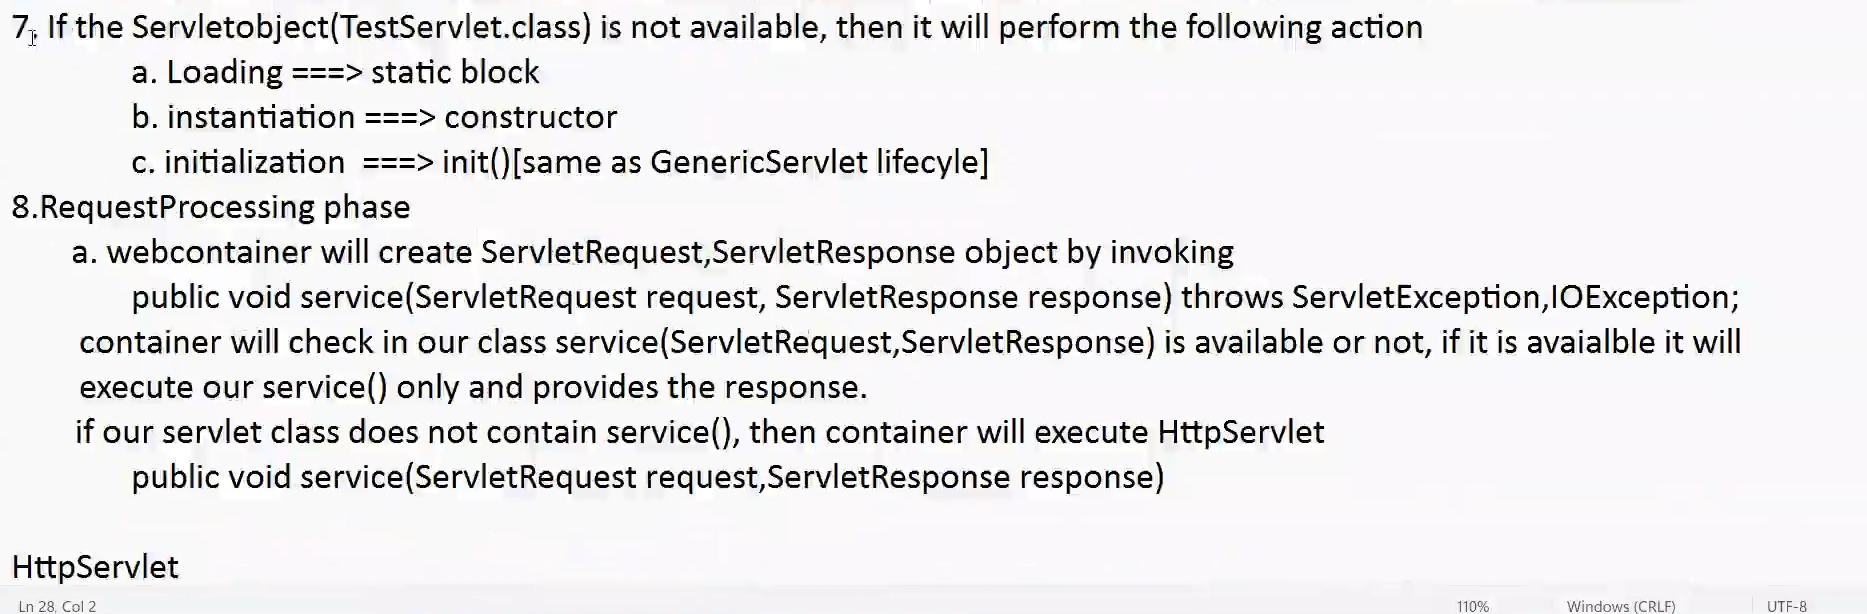 7. If the Servletobject(TestServlet.class) is not available, then it will perform the following action
a. Loading ===> static block
b. instantiation ===> constructor
c. initialization ===> init()[same as GenericServlet lifecyle]
8.RequestProcessing phase
a. webcontainer will create ServletRequest,ServletResponse object by invoking
public void service(ServletRequest request, ServletResponse response) throws ServletException,IOException;
container will check in our class service(ServletRequest,ServletResponse) is available or not, if it is avaialble it will
execute our service() only and provides the response.
if our servlet class does not contain service(), then container will execute HttpServlet
public void service(ServletRequest request,ServletResponse response)
HttpServlet
Ln 28, Col 2 110% Windows (CRLF) UTF-8